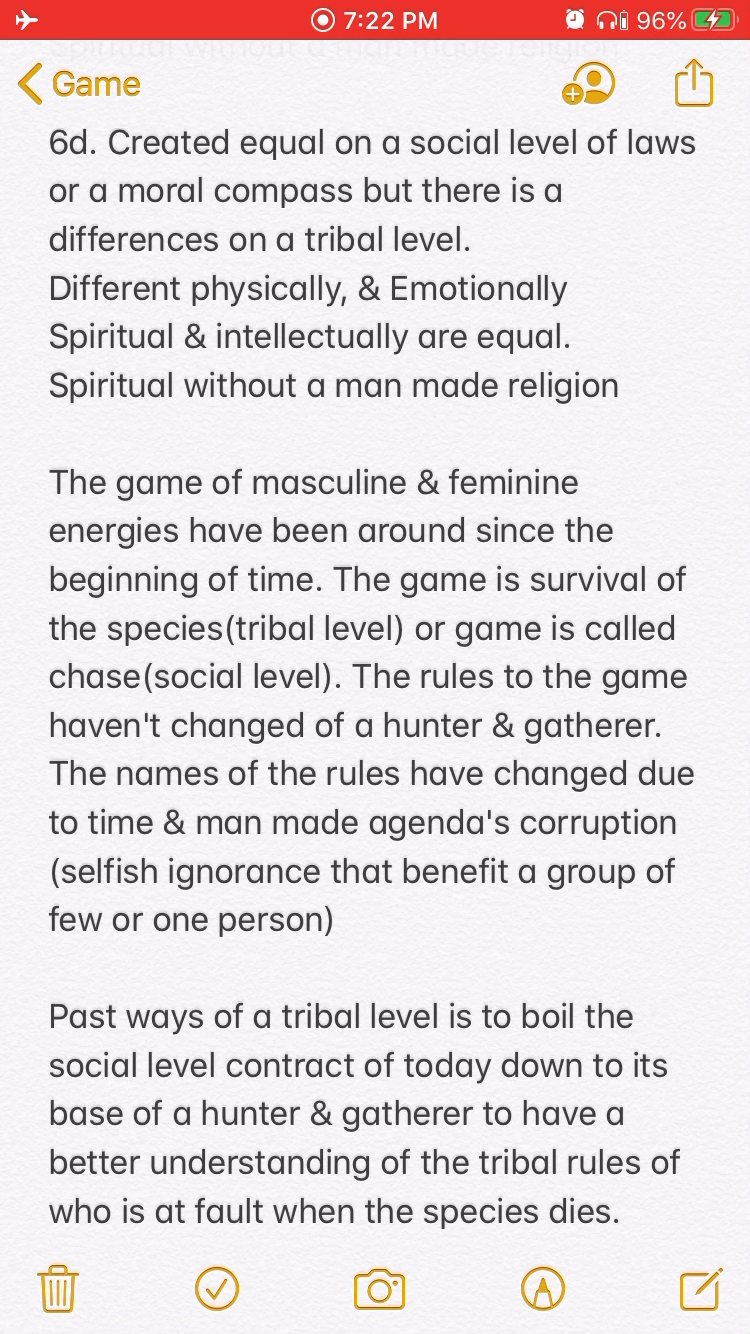 7:22 PM
96%
Spiritual without a man made religion
Game
6d. Created equal on a social level of laws
or a moral compass but there is a
differences on a tribal level.
Different physically, & Emotionally
Spiritual & intellectually are equal.
Spiritual without a man made religion
The game of masculine & feminine
energies have been around since the
beginning of time. The game is survival of
the species(tribal level) or game is called
chase(social level). The rules to the game
haven't changed of a hunter & gatherer.
The names of the rules have changed due
to time & man made agenda's corruption
(selfish ignorance that benefit a group of
few or one person)
Past ways of a tribal level is to boil the
social level contract of today down to its
base of a hunter & gatherer to have a
better understanding of the tribal rules of
who is at fault when the species dies.